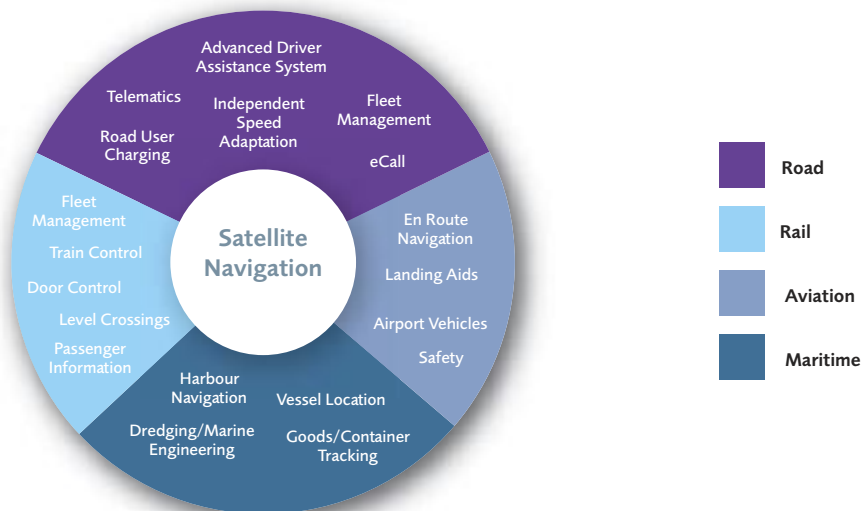 Advanced Driver
Assistance System
Telematics
Independent
Speed
Adaptation
Fleet
Management
Road User
Charging
eCall
Fleet
Management
Train Control
Door Control
Level Crossings
Passenger
Information
Satellite
Navigation
En Route
Navigation
Landing Aids
Airport Vehicles
Safety
Harbour
Navigation
Vessel Location
Dredging/Marine
Engineering
Goods/Container
Tracking
Road
Rail
Aviation
Maritime